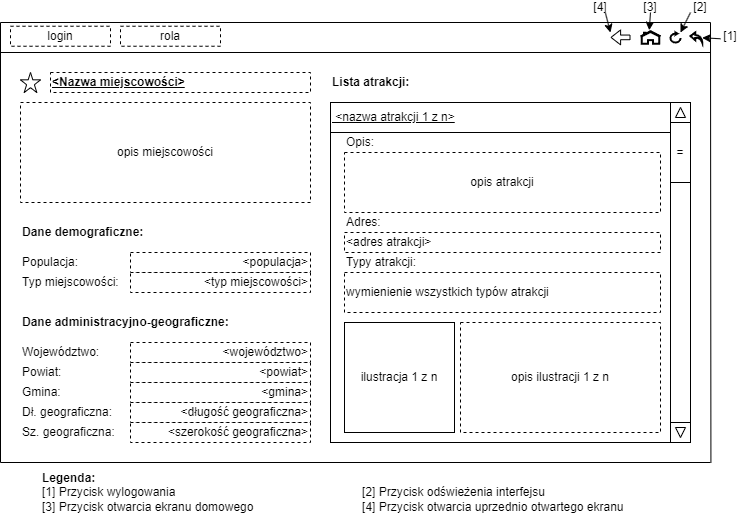 [4] [3] [2]
[1]
login rola
<Nazwa miejscowości>
opis miejscowości
Dane demograficzne:
Populacja: <populacja>
Typ miejscowości: <typ miejscowości>
Dane administracyjno-geograficzne:
Województwo: <województwo>
Powiat: <powiat>
Gmina: <gmina>
Dł. geograficzna: <długość geograficzna>
Sz. geograficzna: <szerokość geograficzna>
Lista atrakcji:
<nazwa atrakcji 1 z n>
=
Opis:
opis atrakcji
Adres:
<adres atrakcji>
Typy atrakcji:
wymienienie wszystkich typów atrakcji
ilustracja 1 z n
opis ilustracji 1 z n
Legenda:
[1] Przycisk wylogowania
[2] Przycisk odświeżenia interfejsu
[3] Przycisk otwarcia ekranu domowego
[4] Przycisk otwarcia uprzednio otwartego ekranu